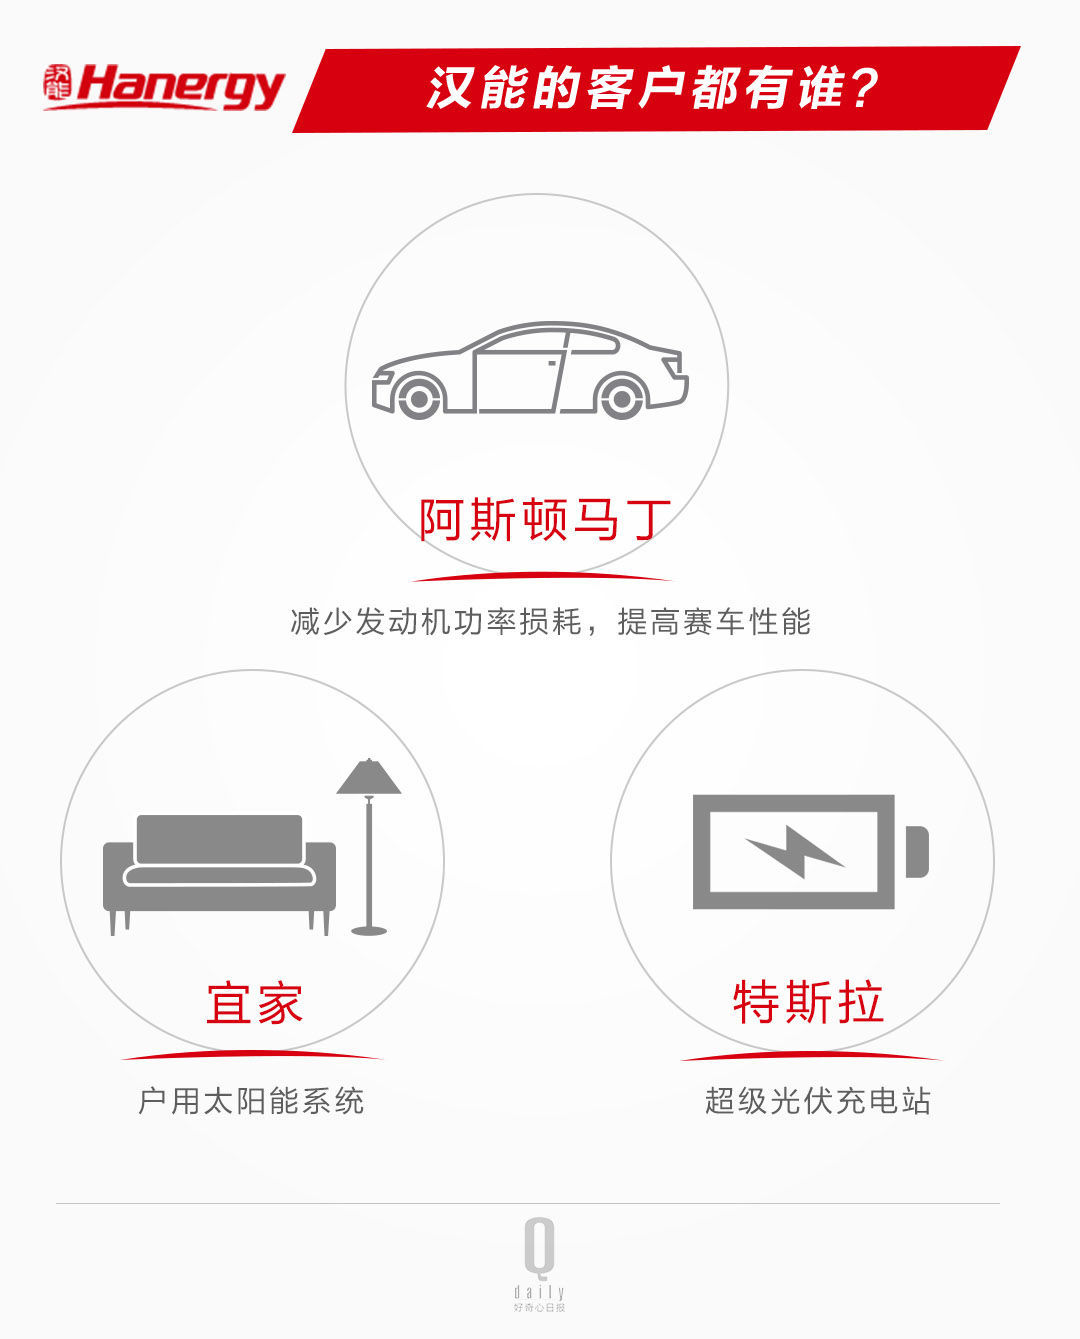 汉能 Hanergy
汉能的客户都有谁？
阿斯顿马丁
减少发动机功率损耗，提高赛车性能
宜家
户用太阳能系统
特斯拉
超级光伏充电站
Q
daily
好奇心日报